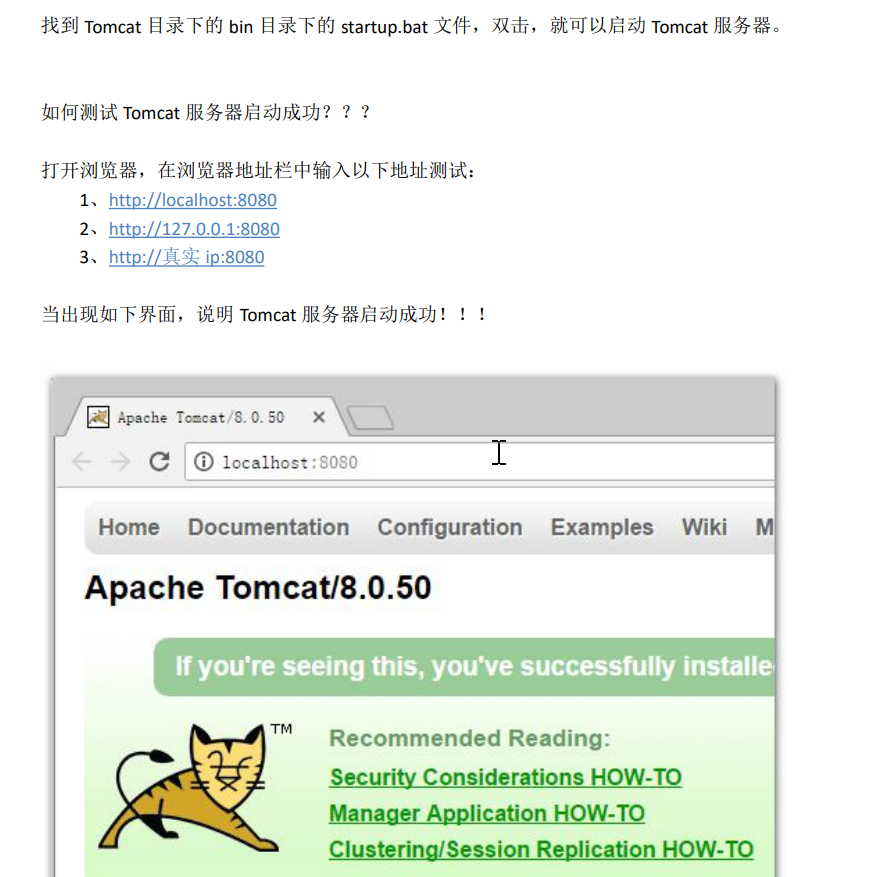 找到 Tomcat 目录下的 bin 目录下的 startup.bat 文件，双击，就可以启动 Tomcat 服务器。
如何测试 Tomcat 服务器启动成功？？？
打开浏览器，在浏览器地址栏中输入以下地址测试：
1、http://localhost:8080
2、http://127.0.0.1:8080
3、http://真实 ip:8080
当出现如下界面，说明 Tomcat 服务器启动成功！！！
Apache Tomcat/8.0.50
localhost:8080
Home Documentation Configuration Examples Wiki M
Apache Tomcat/8.0.50
If you're seeing this, you've successfully installe
TM
Recommended Reading:
Security Considerations HOW-TO
Manager Application HOW-TO
Clustering/Session Replication HOW-TO